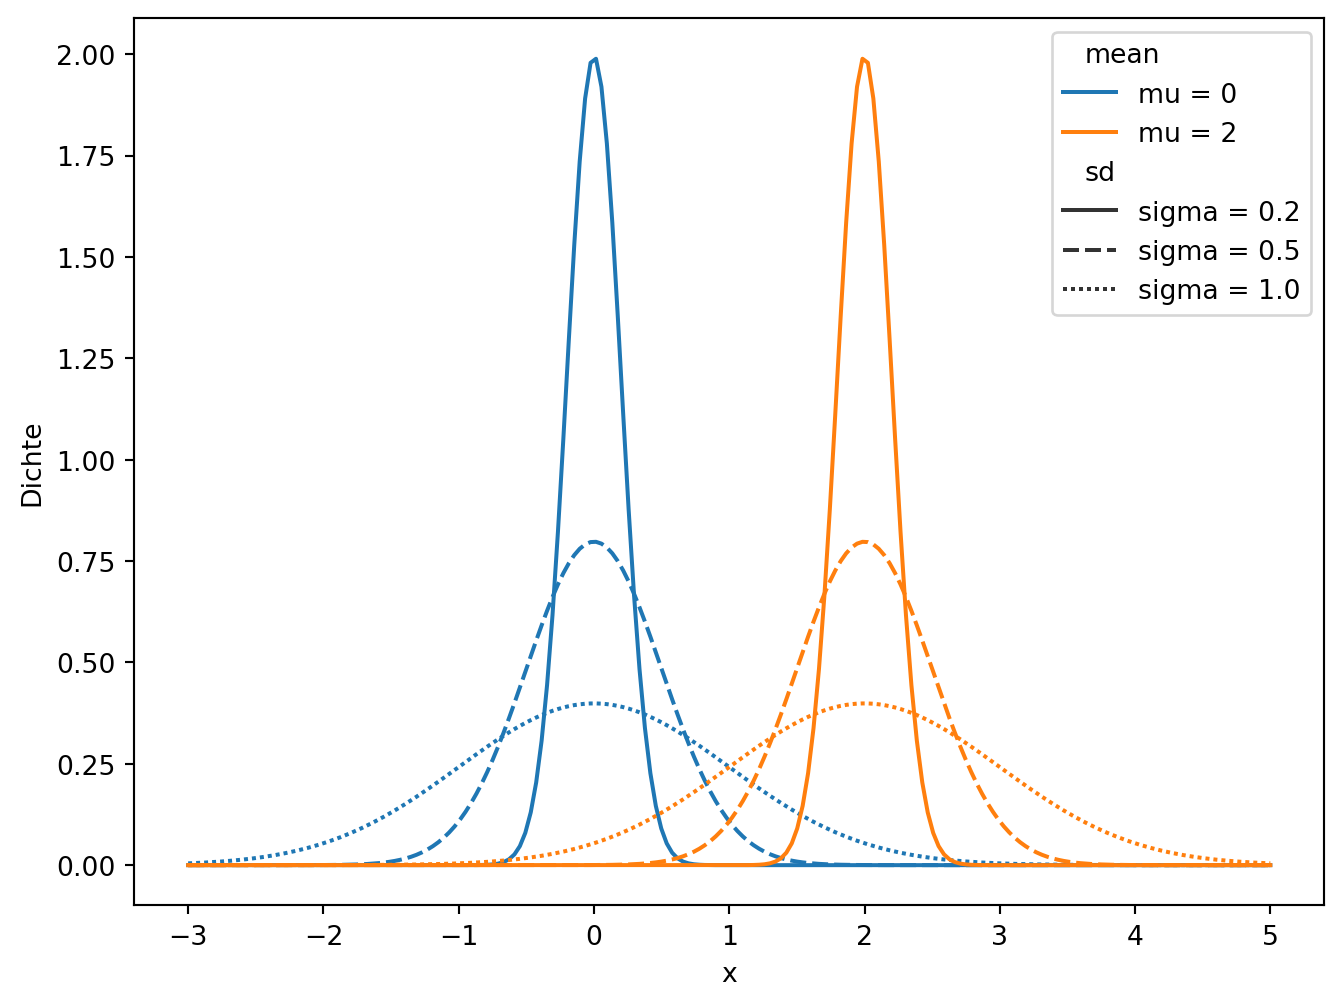 2.00
1.75
1.50
1.25
1.00
0.75
0.50
0.25
0.00
Dichte
−3 −2 −1 0 1 2 3 4 5
x
mean
mu = 0
mu = 2
sd
sigma = 0.2
sigma = 0.5
sigma = 1.0